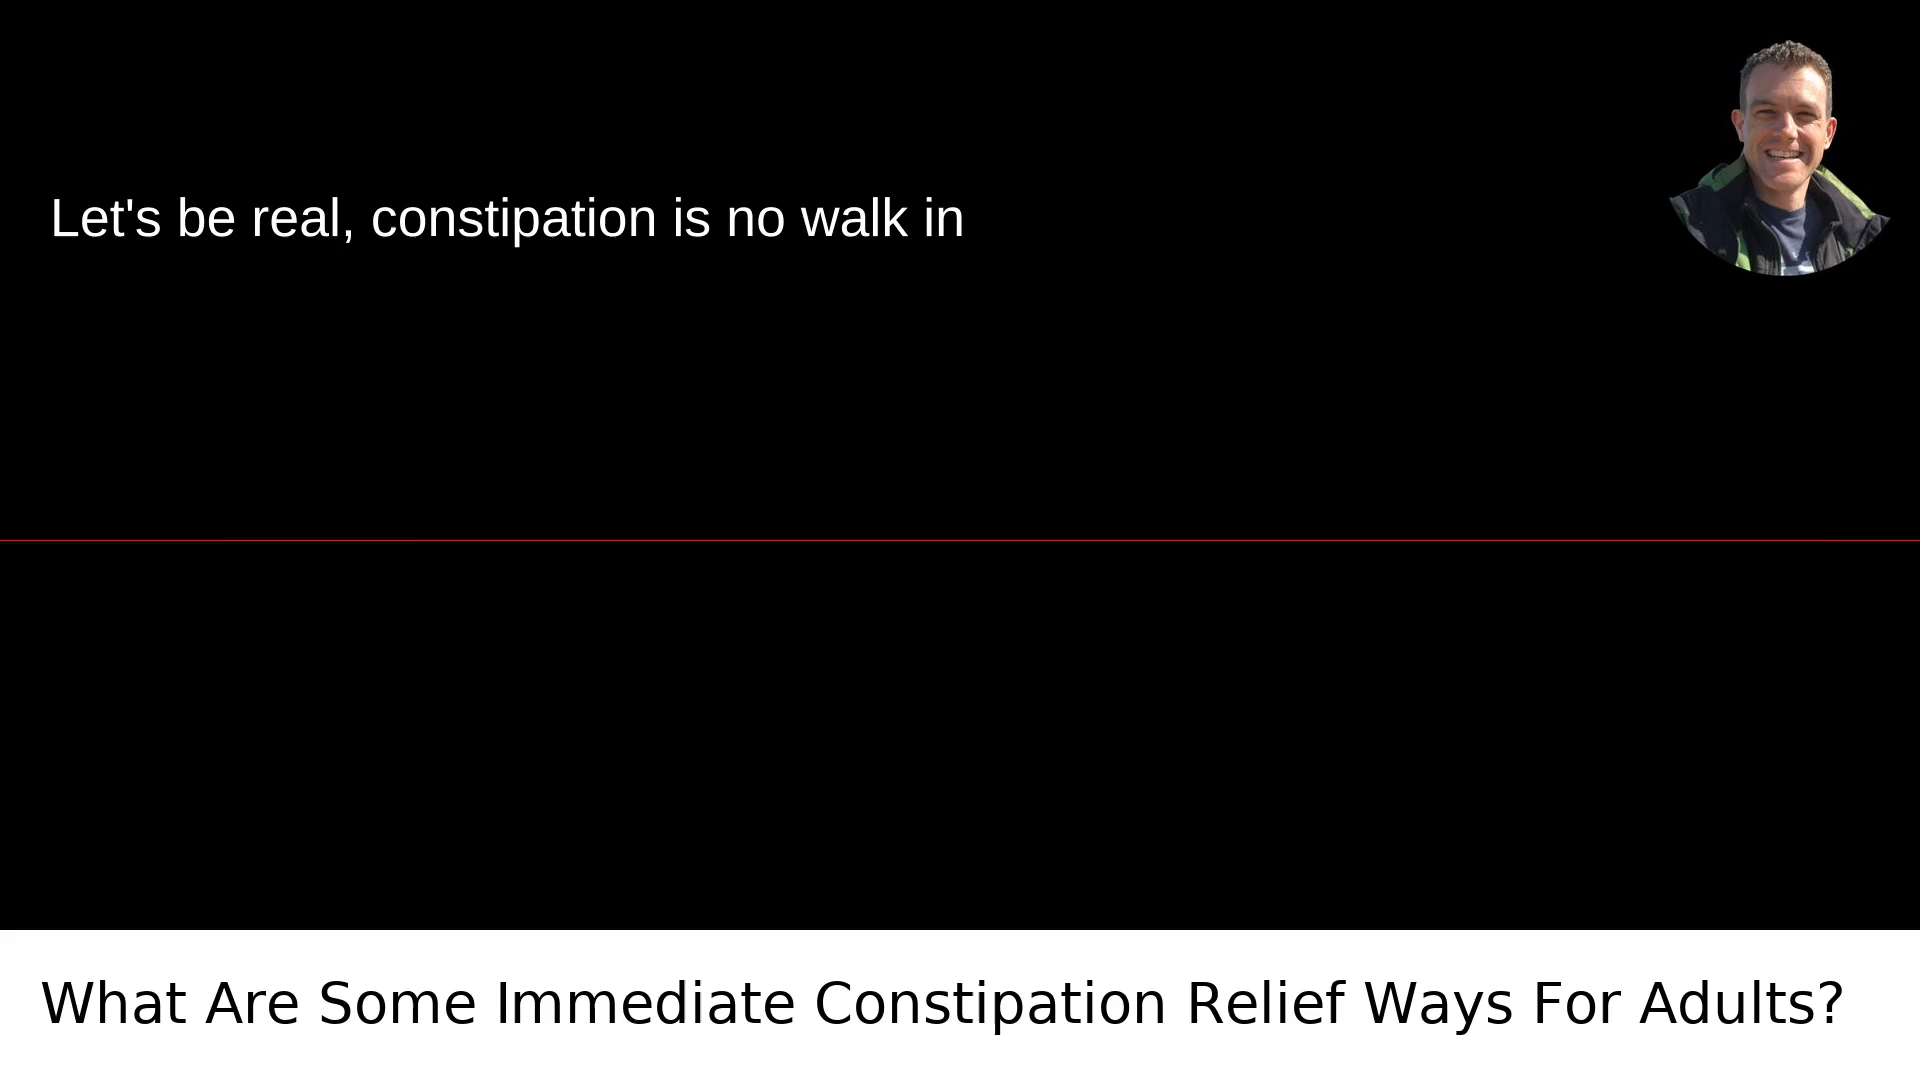 Let's be real, constipation is no walk in
What Are Some Immediate Constipation Relief Ways For Adults?